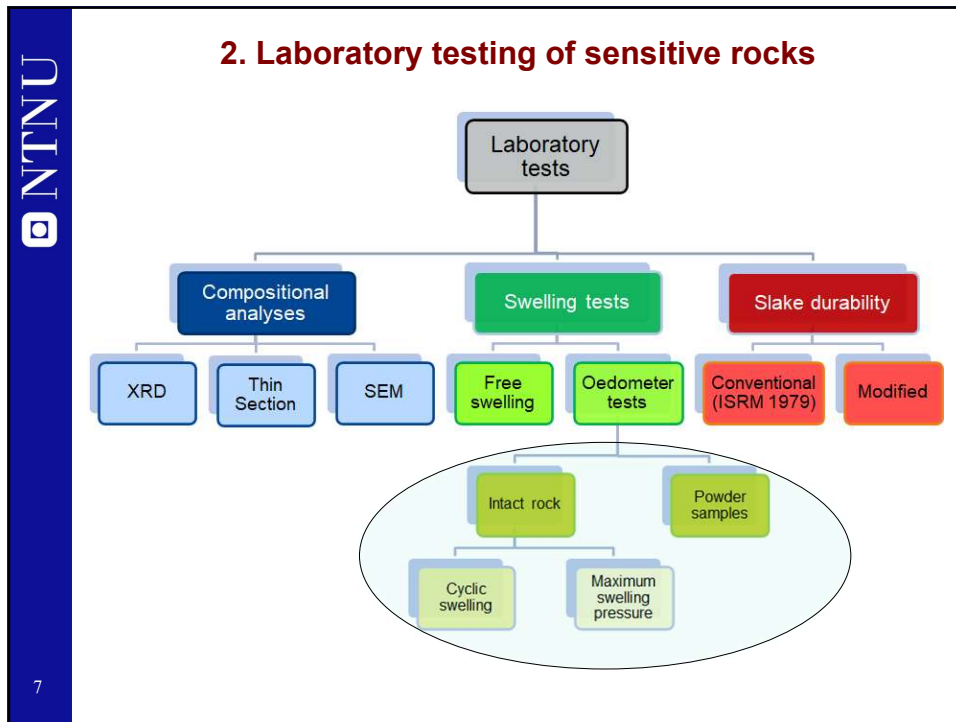 NTNU
2. Laboratory testing of sensitive rocks
Laboratory
tests
Compositional
analyses
Swelling tests
Slake durability
XRD
Thin
Section
SEM
Free
swelling
Oedometer
tests
Conventional
(ISRM 1979)
Modified
Intact rock
Powder
samples
Cyclic
swelling
Maximum
swelling
pressure
7